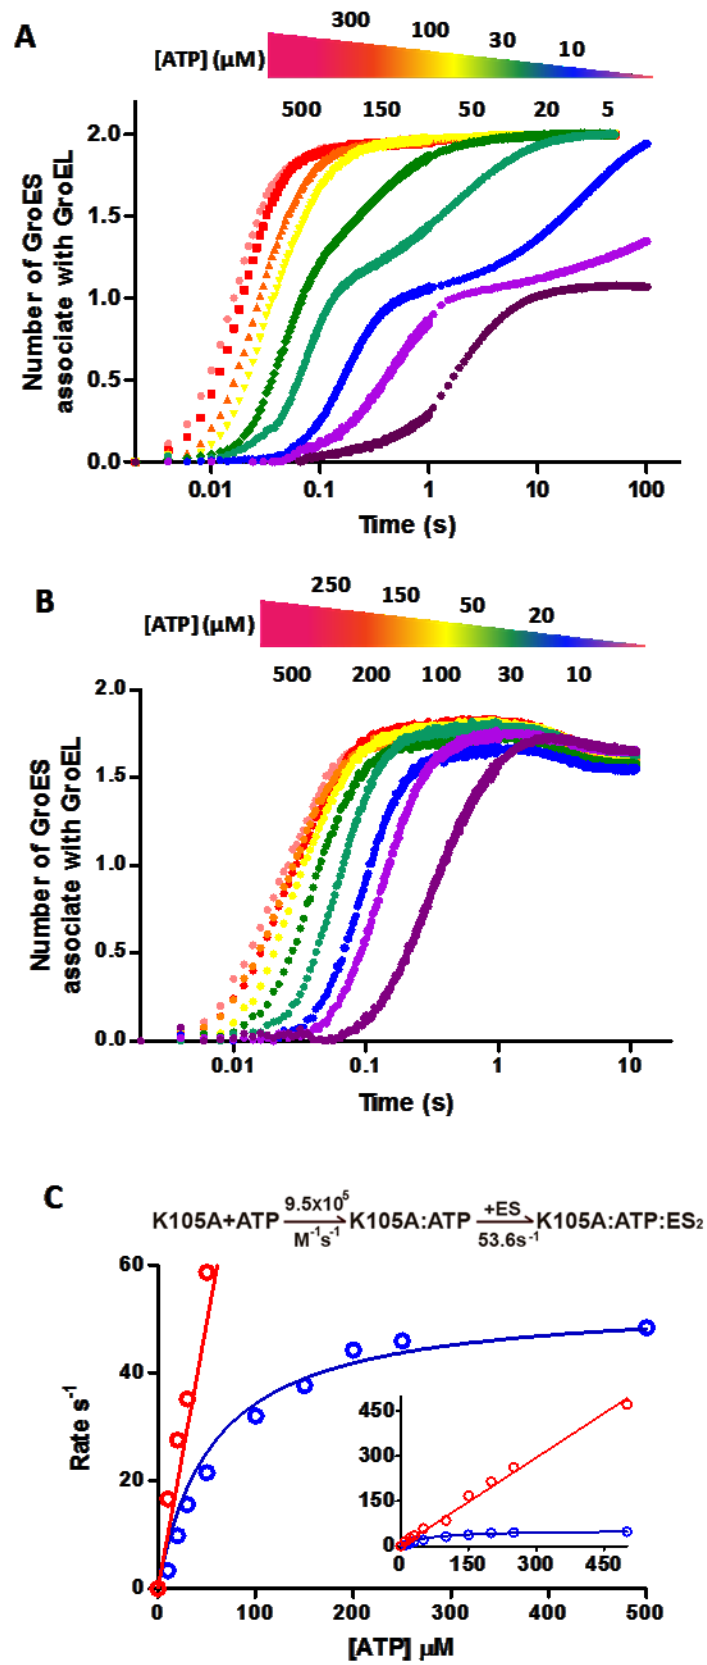 A
300 100 30 10
[ATP] (μM)
500 150 50 20 5
Number of GroES
associate with GroEL
2.0
1.5
1.0
0.5
0.0
0.01 0.1 1 10 100
Time (s)
B
250 150 50 20
[ATP] (μM)
500 200 100 30 10
Number of GroES
associate with GroEL
2.0
1.5
1.0
0.5
0.0
0.01 0.1 1 10
Time (s)
C
K105A+ATP 9.5x10⁵ M⁻¹s⁻¹ K105A:ATP +ES 53.6s⁻¹ K105A:ATP:ES₂
Rate s⁻¹
60
40
20
0
450
300
150
0
0 150 300 450
0 100 200 300 400 500
[ATP] μM